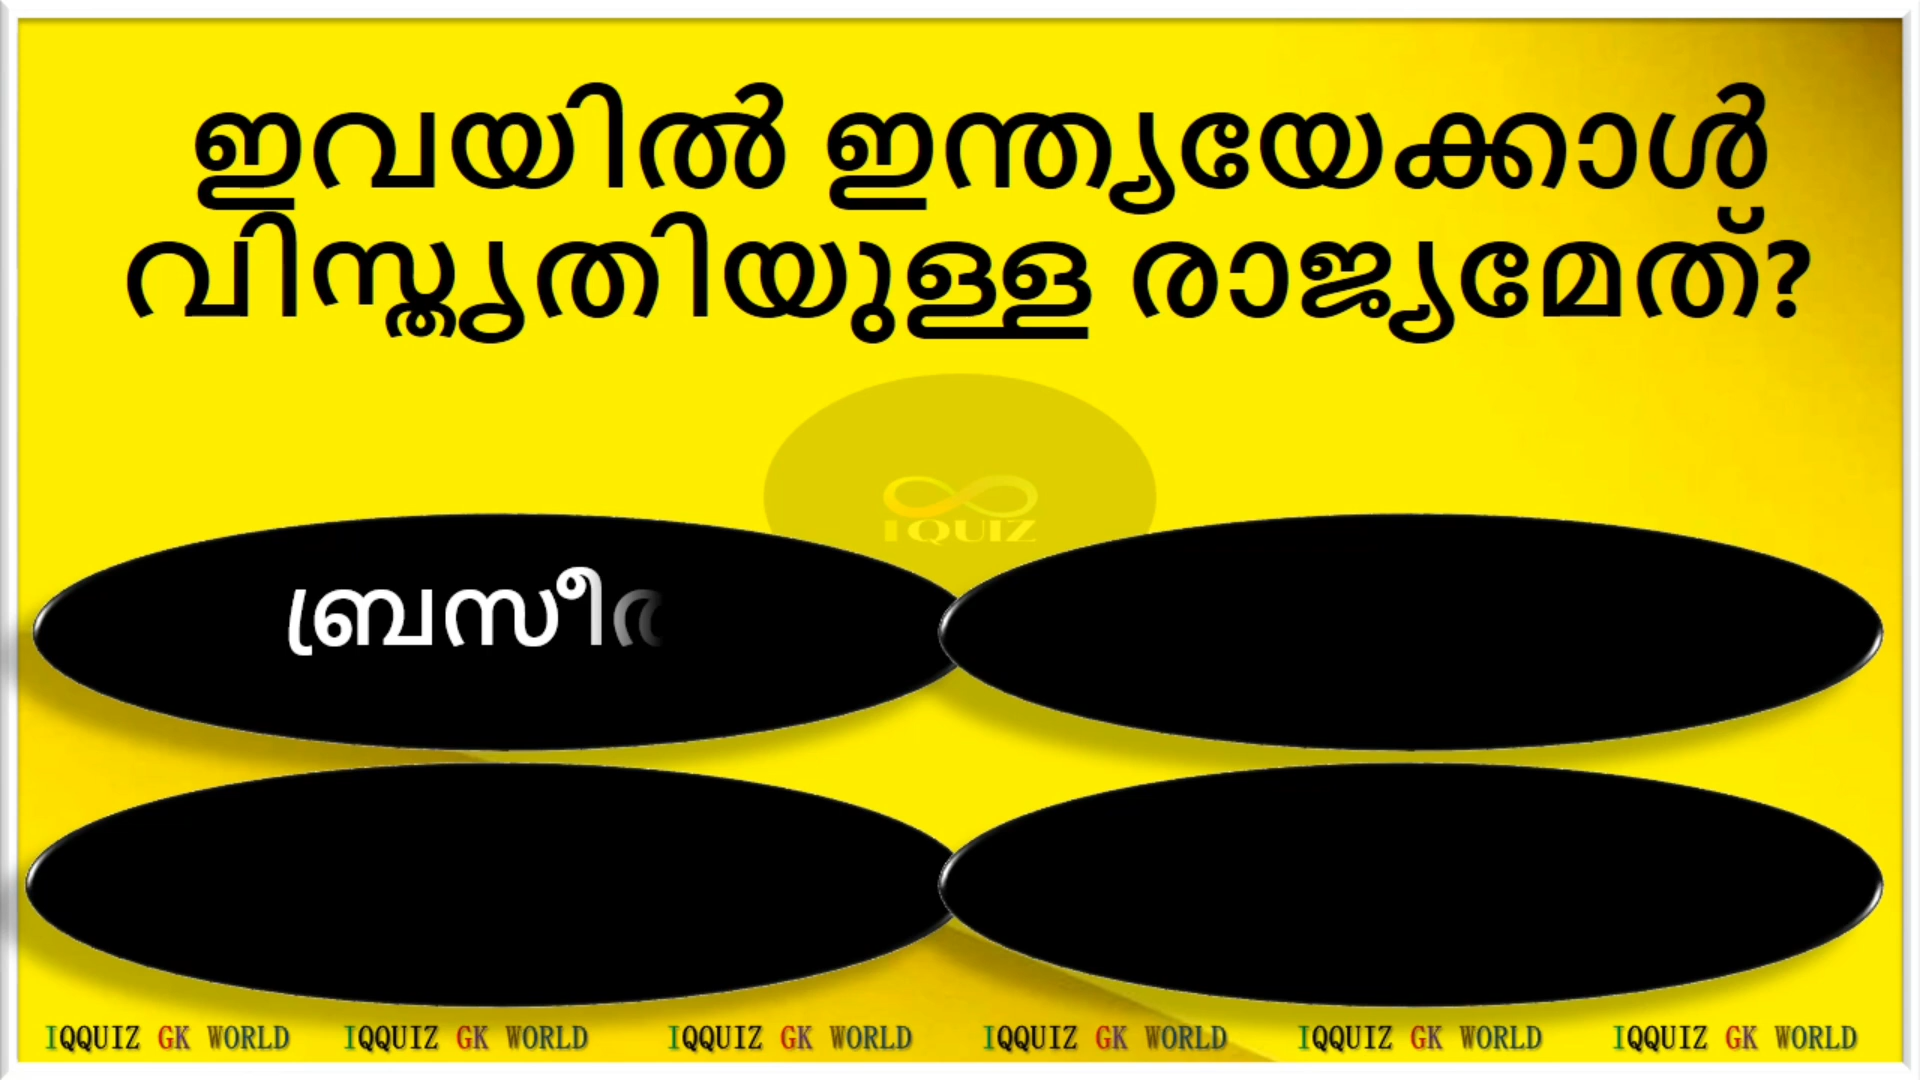 ഇവയിൽ ഇന്ത്യയേക്കാൾ
വിസ്തൃതിയുള്ള രാജ്യമേത്?
I QUIZ
IQQUIZ GK WORLD IQQUIZ GK WORLD IQQUIZ GK WORLD IQQUIZ GK WORLD IQQUIZ GK WORLD IQQUIZ GK WORLD